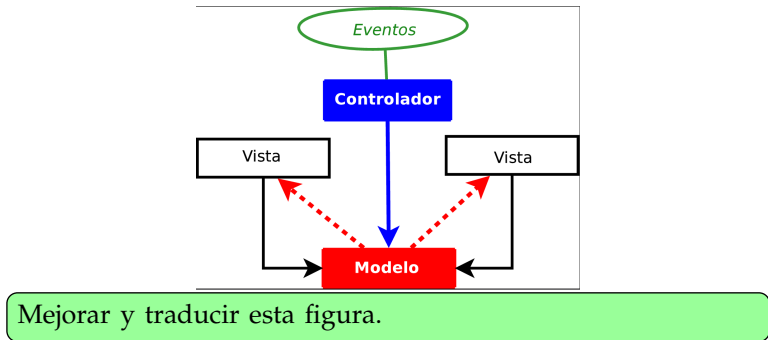 Eventos
Controlador
Vista
Vista
Modelo
Mejorar y traducir esta figura.